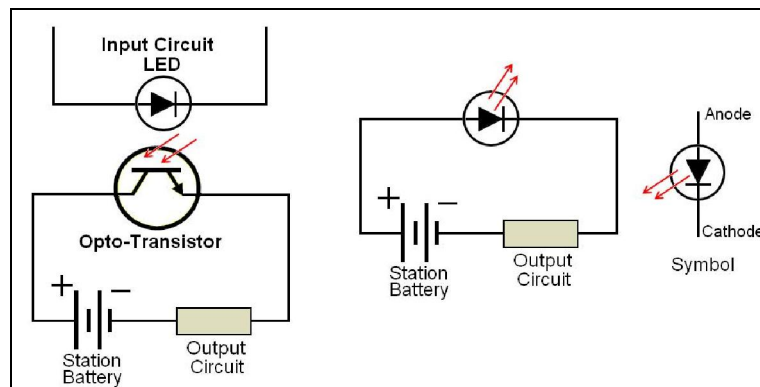 Input Circuit
LED
Opto-Transistor
+
−
Station
Battery
Output
Circuit
+
−
Station
Battery
Output
Circuit
Anode
Cathode
Symbol